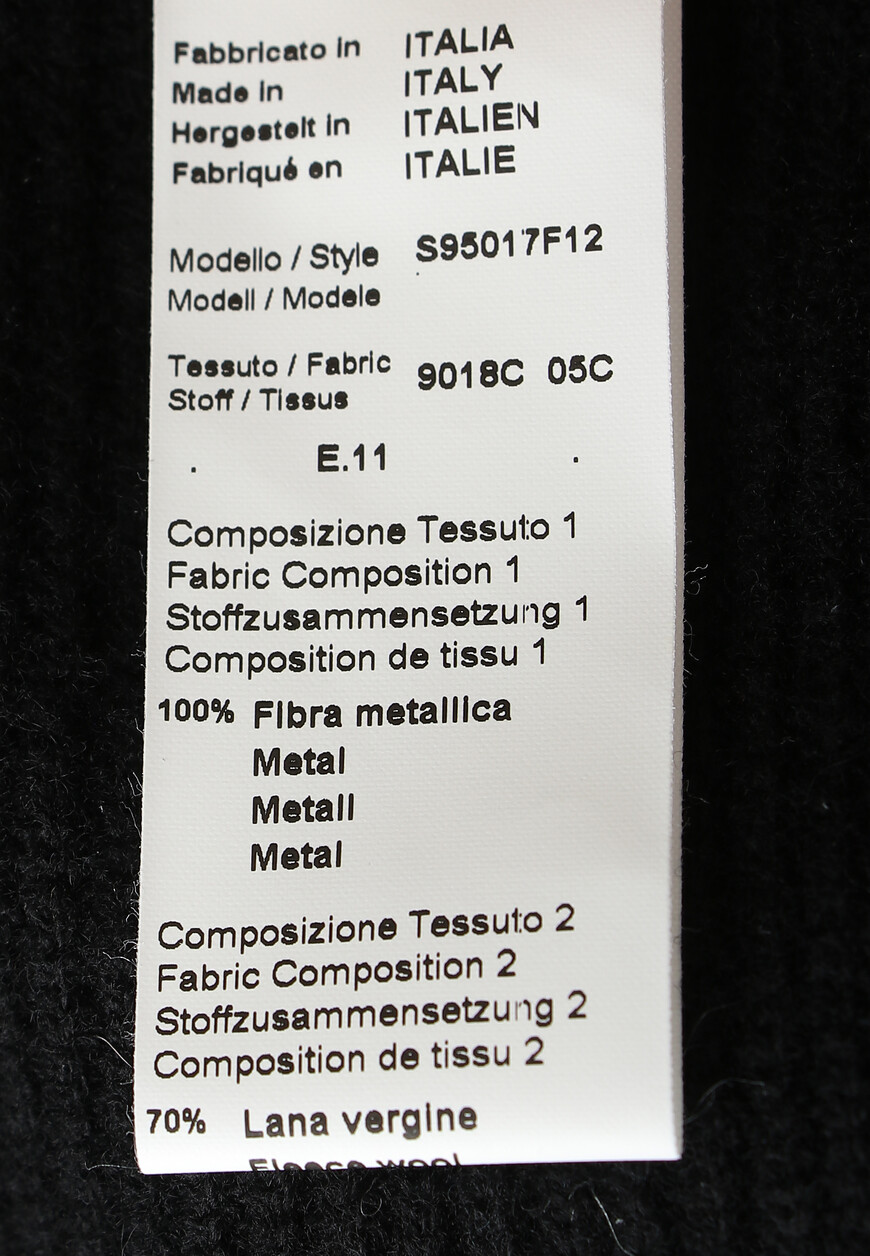 Fabbricato in ITALIA
Made in ITALY
Hergestelt in ITALIEN
Fabriqué en ITALIE
Modello / Style S95017F12
Modell / Modele
Tessuto / Fabric 9018C 05C
Stoff / Tissus
. E.11 .
Composizione Tessuto 1
Fabric Composition 1
Stoffzusammensetzung 1
Composition de tissu 1
100% Fibra metallica
Metal
Metall
Metal
Composizione Tessuto 2
Fabric Composition 2
Stoffzusammensetzung 2
Composition de tissu 2
70% Lana vergine
Fleece wool